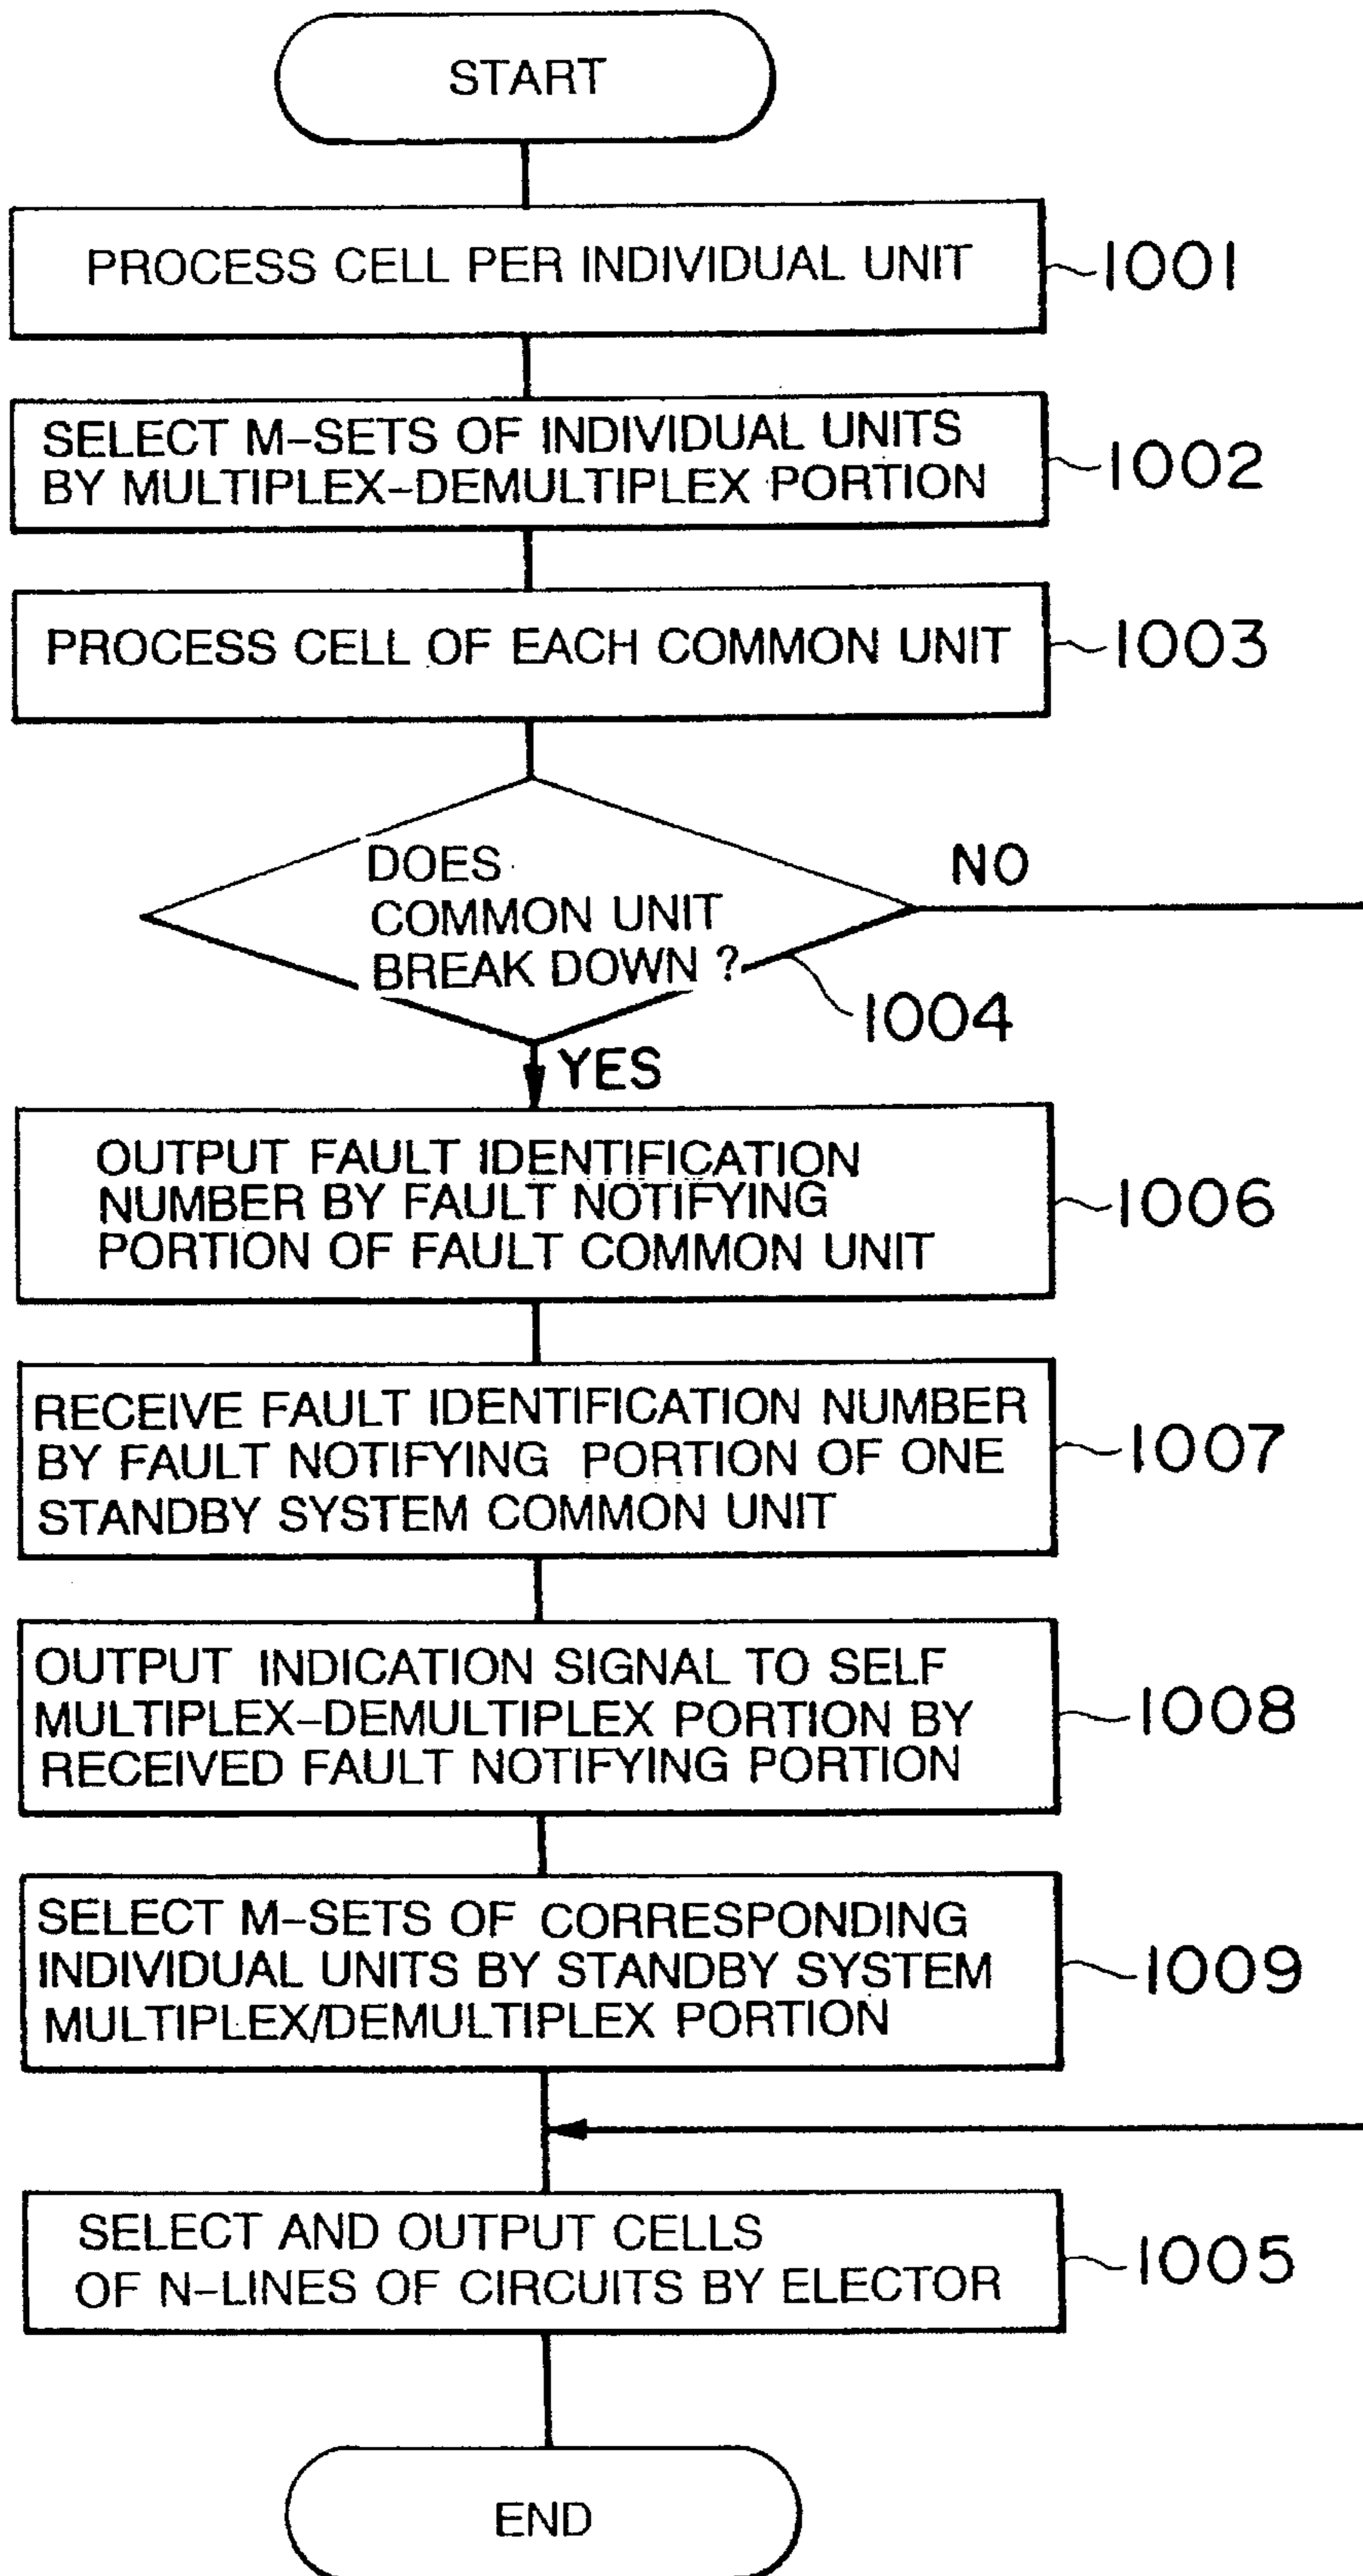 START
PROCESS CELL PER INDIVIDUAL UNIT
1001
SELECT M-SETS OF INDIVIDUAL UNITS
BY MULTIPLEX-DEMULTIPLEX PORTION
1002
PROCESS CELL OF EACH COMMON UNIT
1003
DOES
COMMON UNIT
BREAK DOWN ?
NO
1004
YES
OUTPUT FAULT IDENTIFICATION
NUMBER BY FAULT NOTIFYING
PORTION OF FAULT COMMON UNIT
1006
RECEIVE FAULT IDENTIFICATION NUMBER
BY FAULT NOTIFYING PORTION OF ONE
STANDBY SYSTEM COMMON UNIT
1007
OUTPUT INDICATION SIGNAL TO SELF
MULTIPLEX-DEMULTIPLEX PORTION BY
RECEIVED FAULT NOTIFYING PORTION
1008
SELECT M-SETS OF CORRESPONDING
INDIVIDUAL UNITS BY STANDBY SYSTEM
MULTIPLEX/DEMULTIPLEX PORTION
1009
SELECT AND OUTPUT CELLS
OF N-LINES OF CIRCUITS BY ELECTOR
1005
END